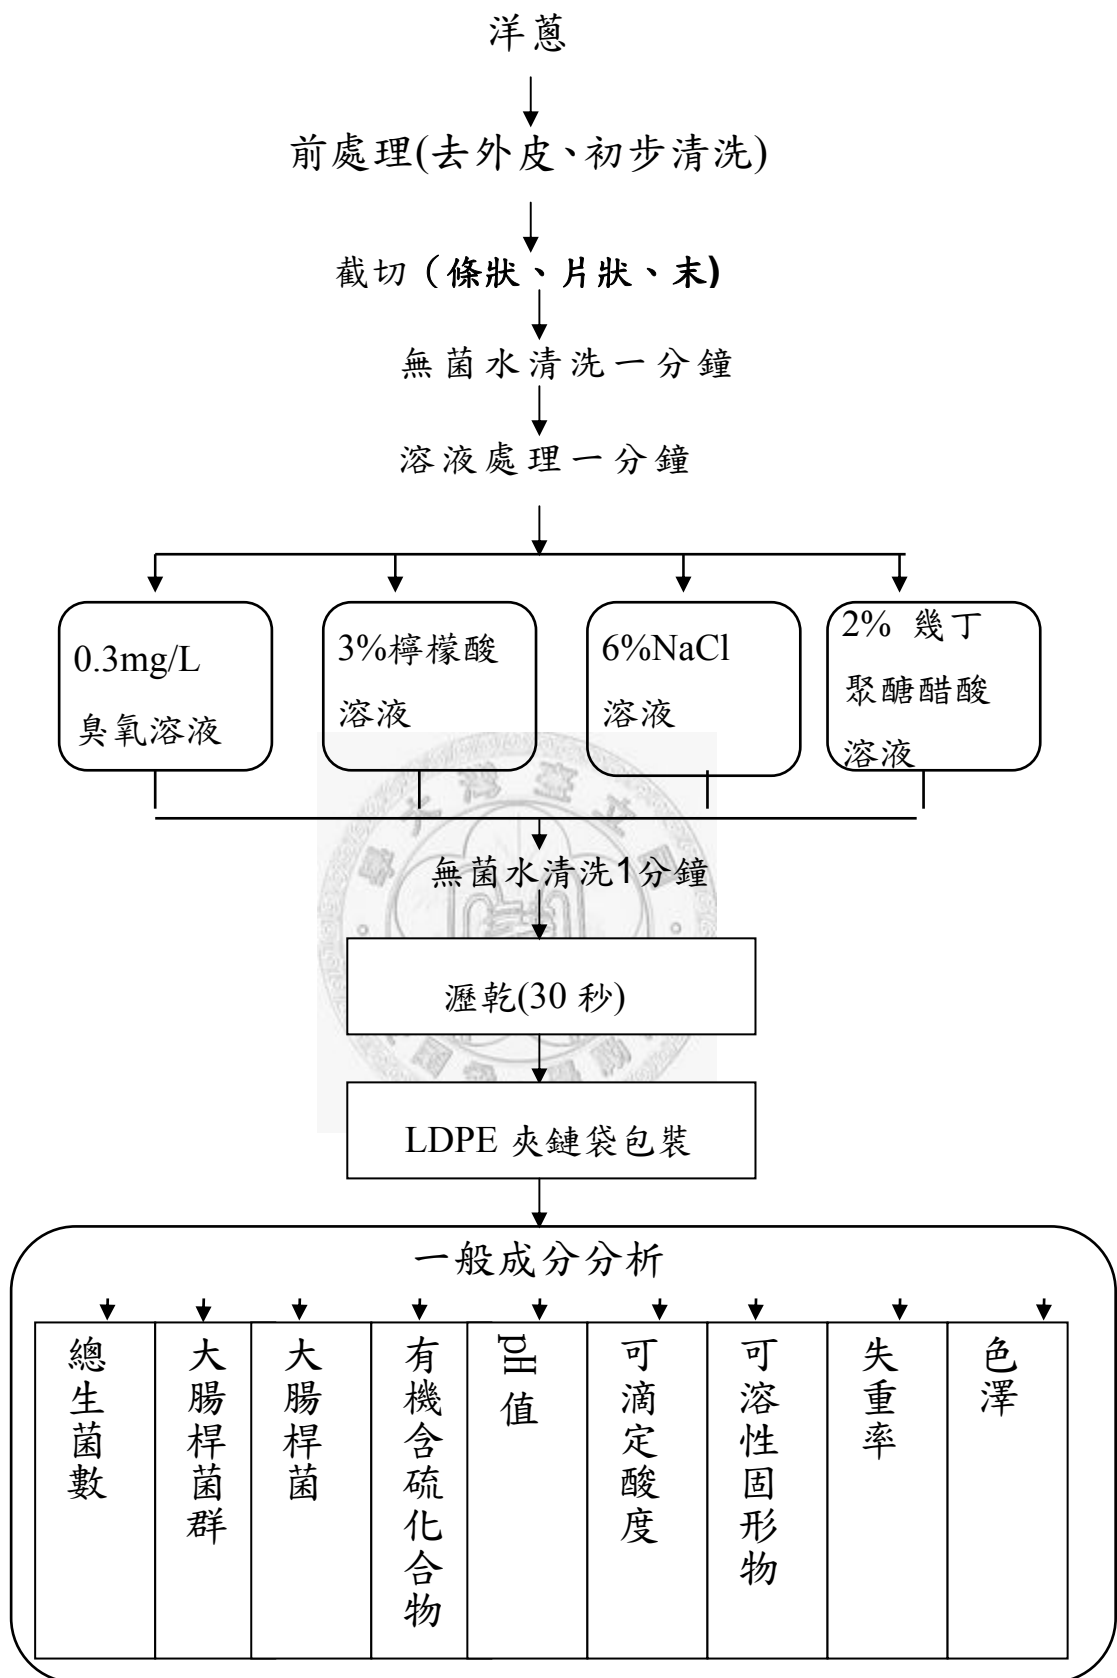 洋蔥
前處理(去外皮、初步清洗)
截切（條狀、片狀、末)
無菌水清洗一分鐘
溶液處理一分鐘
0.3mg/L
臭氧溶液
3%檸檬酸
溶液
6%NaCl
溶液
2% 幾丁
聚醣醋酸
溶液
無菌水清洗1分鐘
瀝乾(30 秒)
LDPE 夾鏈袋包裝
一般成分分析
總生菌數
大腸桿菌群
大腸桿菌
有機含硫化合物
pH 值
可滴定酸度
可溶性固形物
失重率
色澤